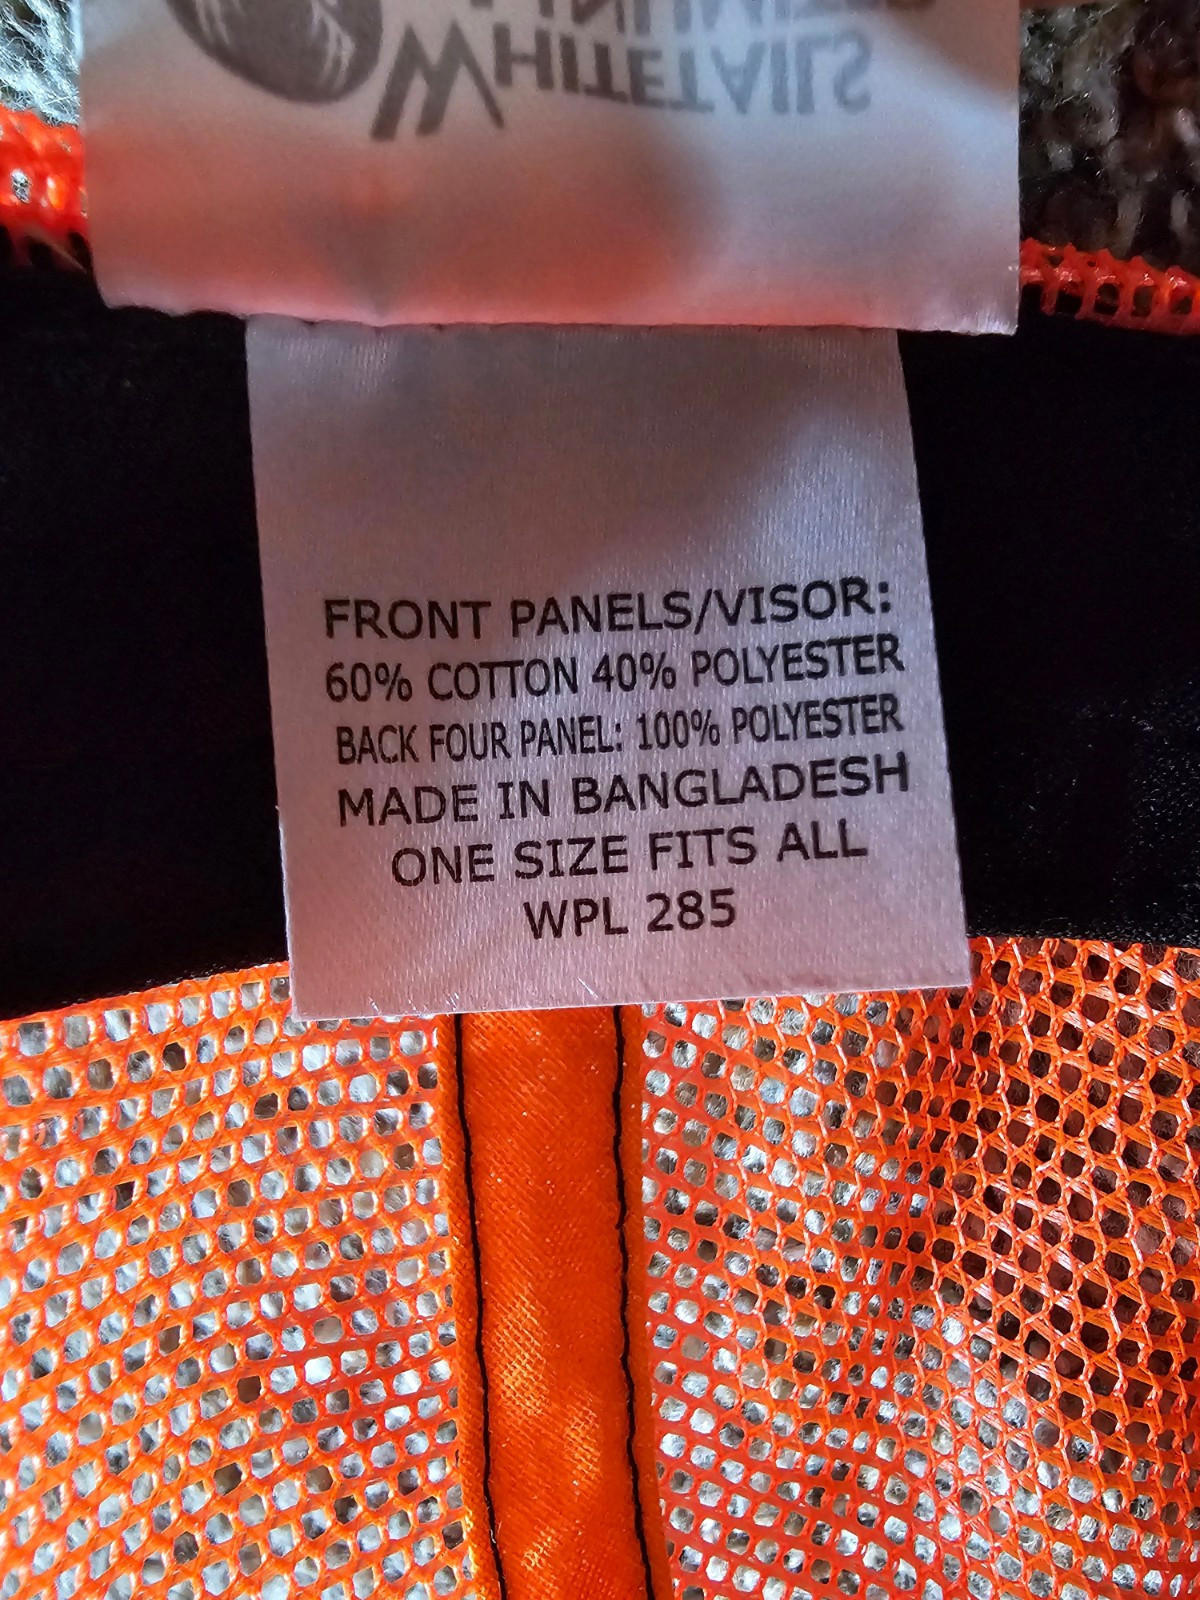 WHITETAILS
FRONT PANELS/VISOR:
60% COTTON 40% POLYESTER
BACK FOUR PANEL: 100% POLYESTER
MADE IN BANGLADESH
ONE SIZE FITS ALL
WPL 285